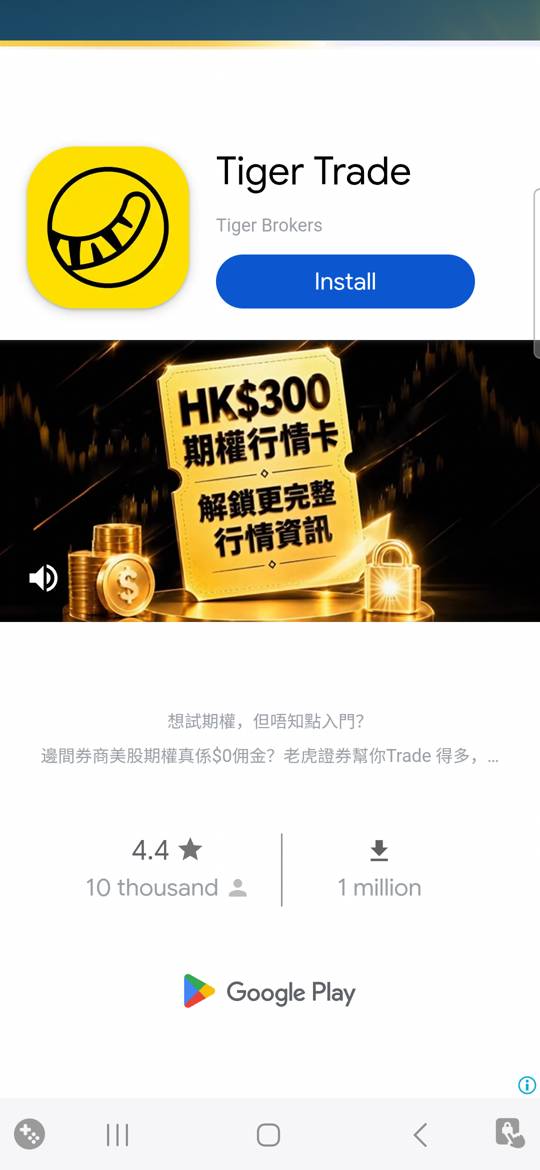 Tiger Trade
Tiger Brokers
Install
HK$300
期權行情卡
解鎖更完整
行情資訊
$
想試期權，但唔知點入門？
邊間券商美股期權真係$0佣金？老虎證券幫你Trade 得多，...
4.4
10 thousand
1 million
Google Play